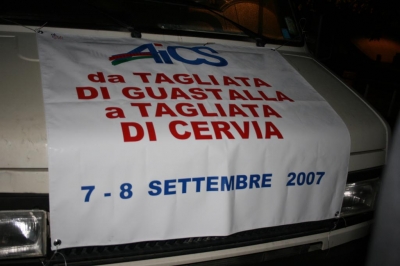 AiCS
da TAGLIATA
DI GUASTALLA
a TAGLIATA
DI CERVIA
7 - 8 SETTEMBRE 2007